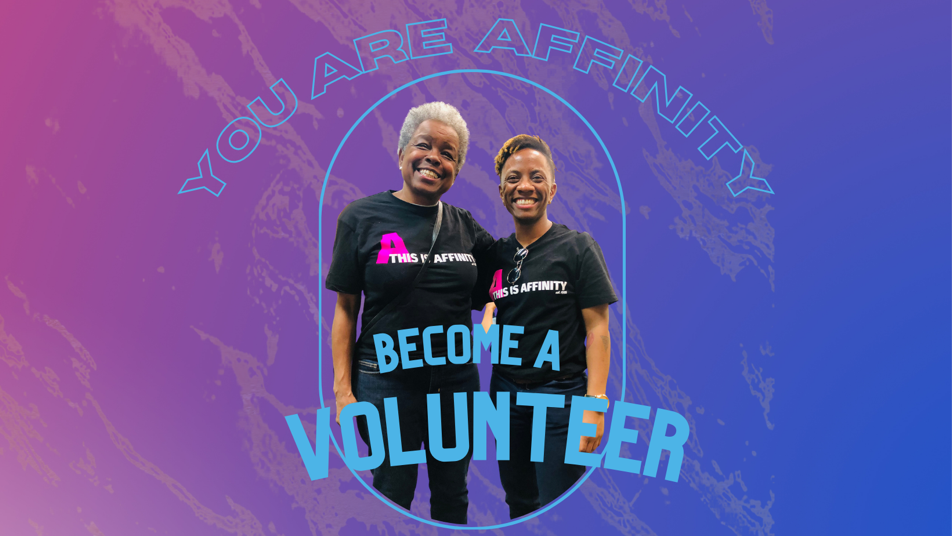 YOU ARE AFFINITY
A
THIS IS AFFINITY
A
THIS IS AFFINITY
BECOME A
VOLUNTEER